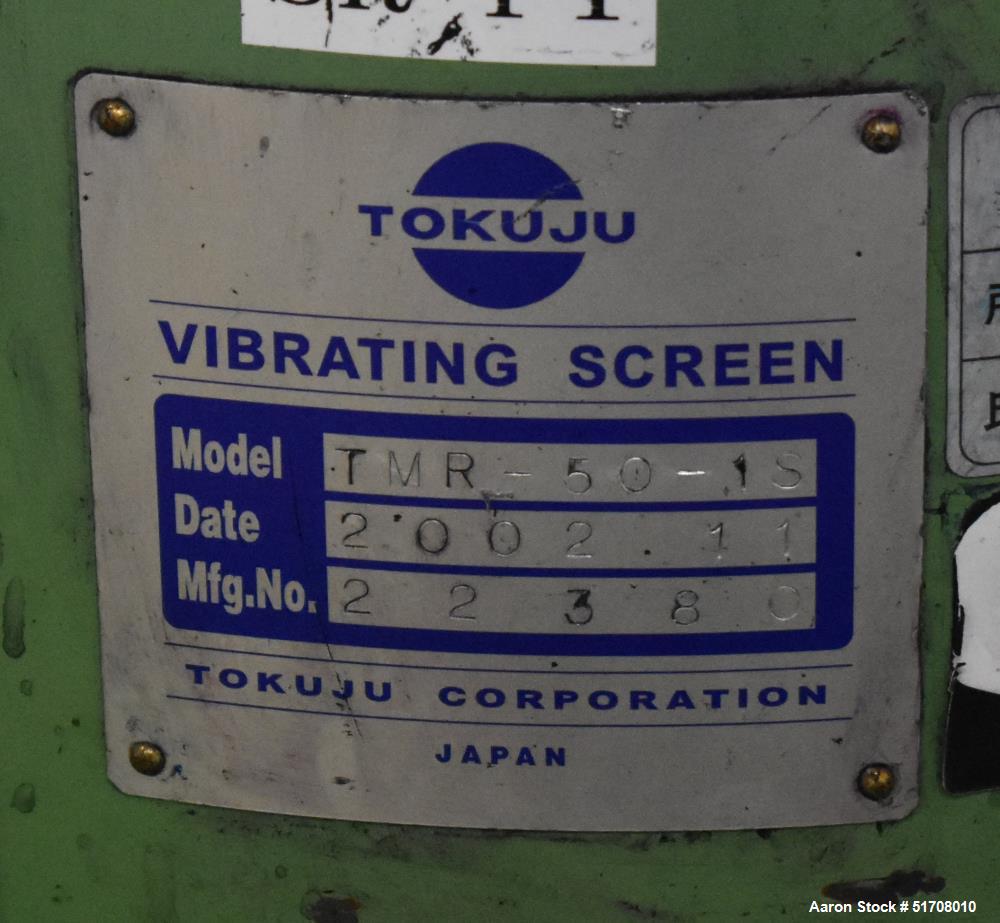 TOKUJU
VIBRATING SCREEN
Model TMR-50-1S
Date 2002.11
Mfg.No. 22380
TOKUJU CORPORATION
JAPAN
Aaron Stock # 51708010